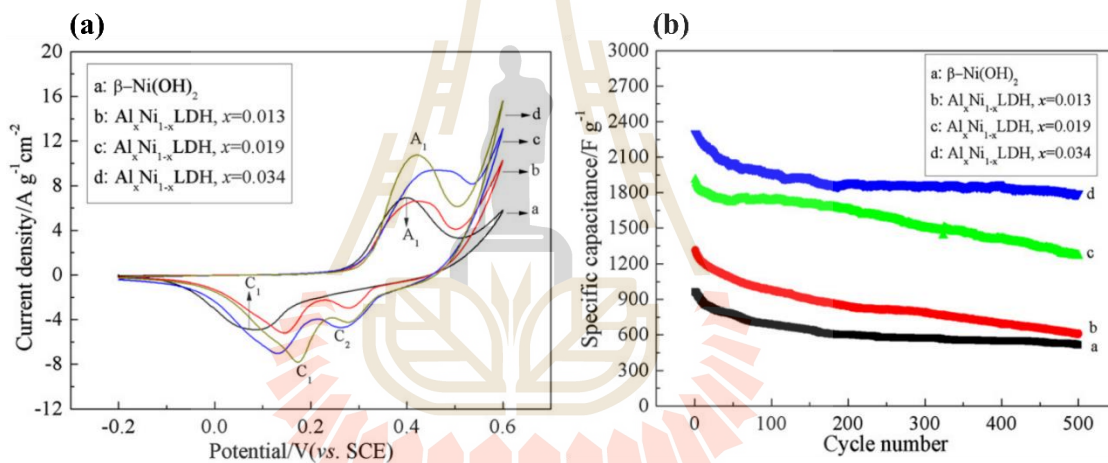 (a)
20
16
12
8
4
0
-4
-8
-12
Current density/A g⁻¹cm⁻²
a: β–Ni(OH)₂
b: AlₓNi₁₋ₓLDH, x=0.013
c: AlₓNi₁₋ₓLDH, x=0.019
d: AlₓNi₁₋ₓLDH, x=0.034
A₁
A₁
d
c
b
a
C₁
C₂
C₁
-0.2 0.0 0.2 0.4 0.6
Potential/V(vs. SCE)
(b)
3000
2700
2400
2100
1800
1500
1200
900
600
300
0
Specific capacitance/F g⁻¹
a: β–Ni(OH)₂
b: AlₓNi₁₋ₓLDH, x=0.013
c: AlₓNi₁₋ₓLDH, x=0.019
d: AlₓNi₁₋ₓLDH, x=0.034
d
c
b
a
0 100 200 300 400 500
Cycle number